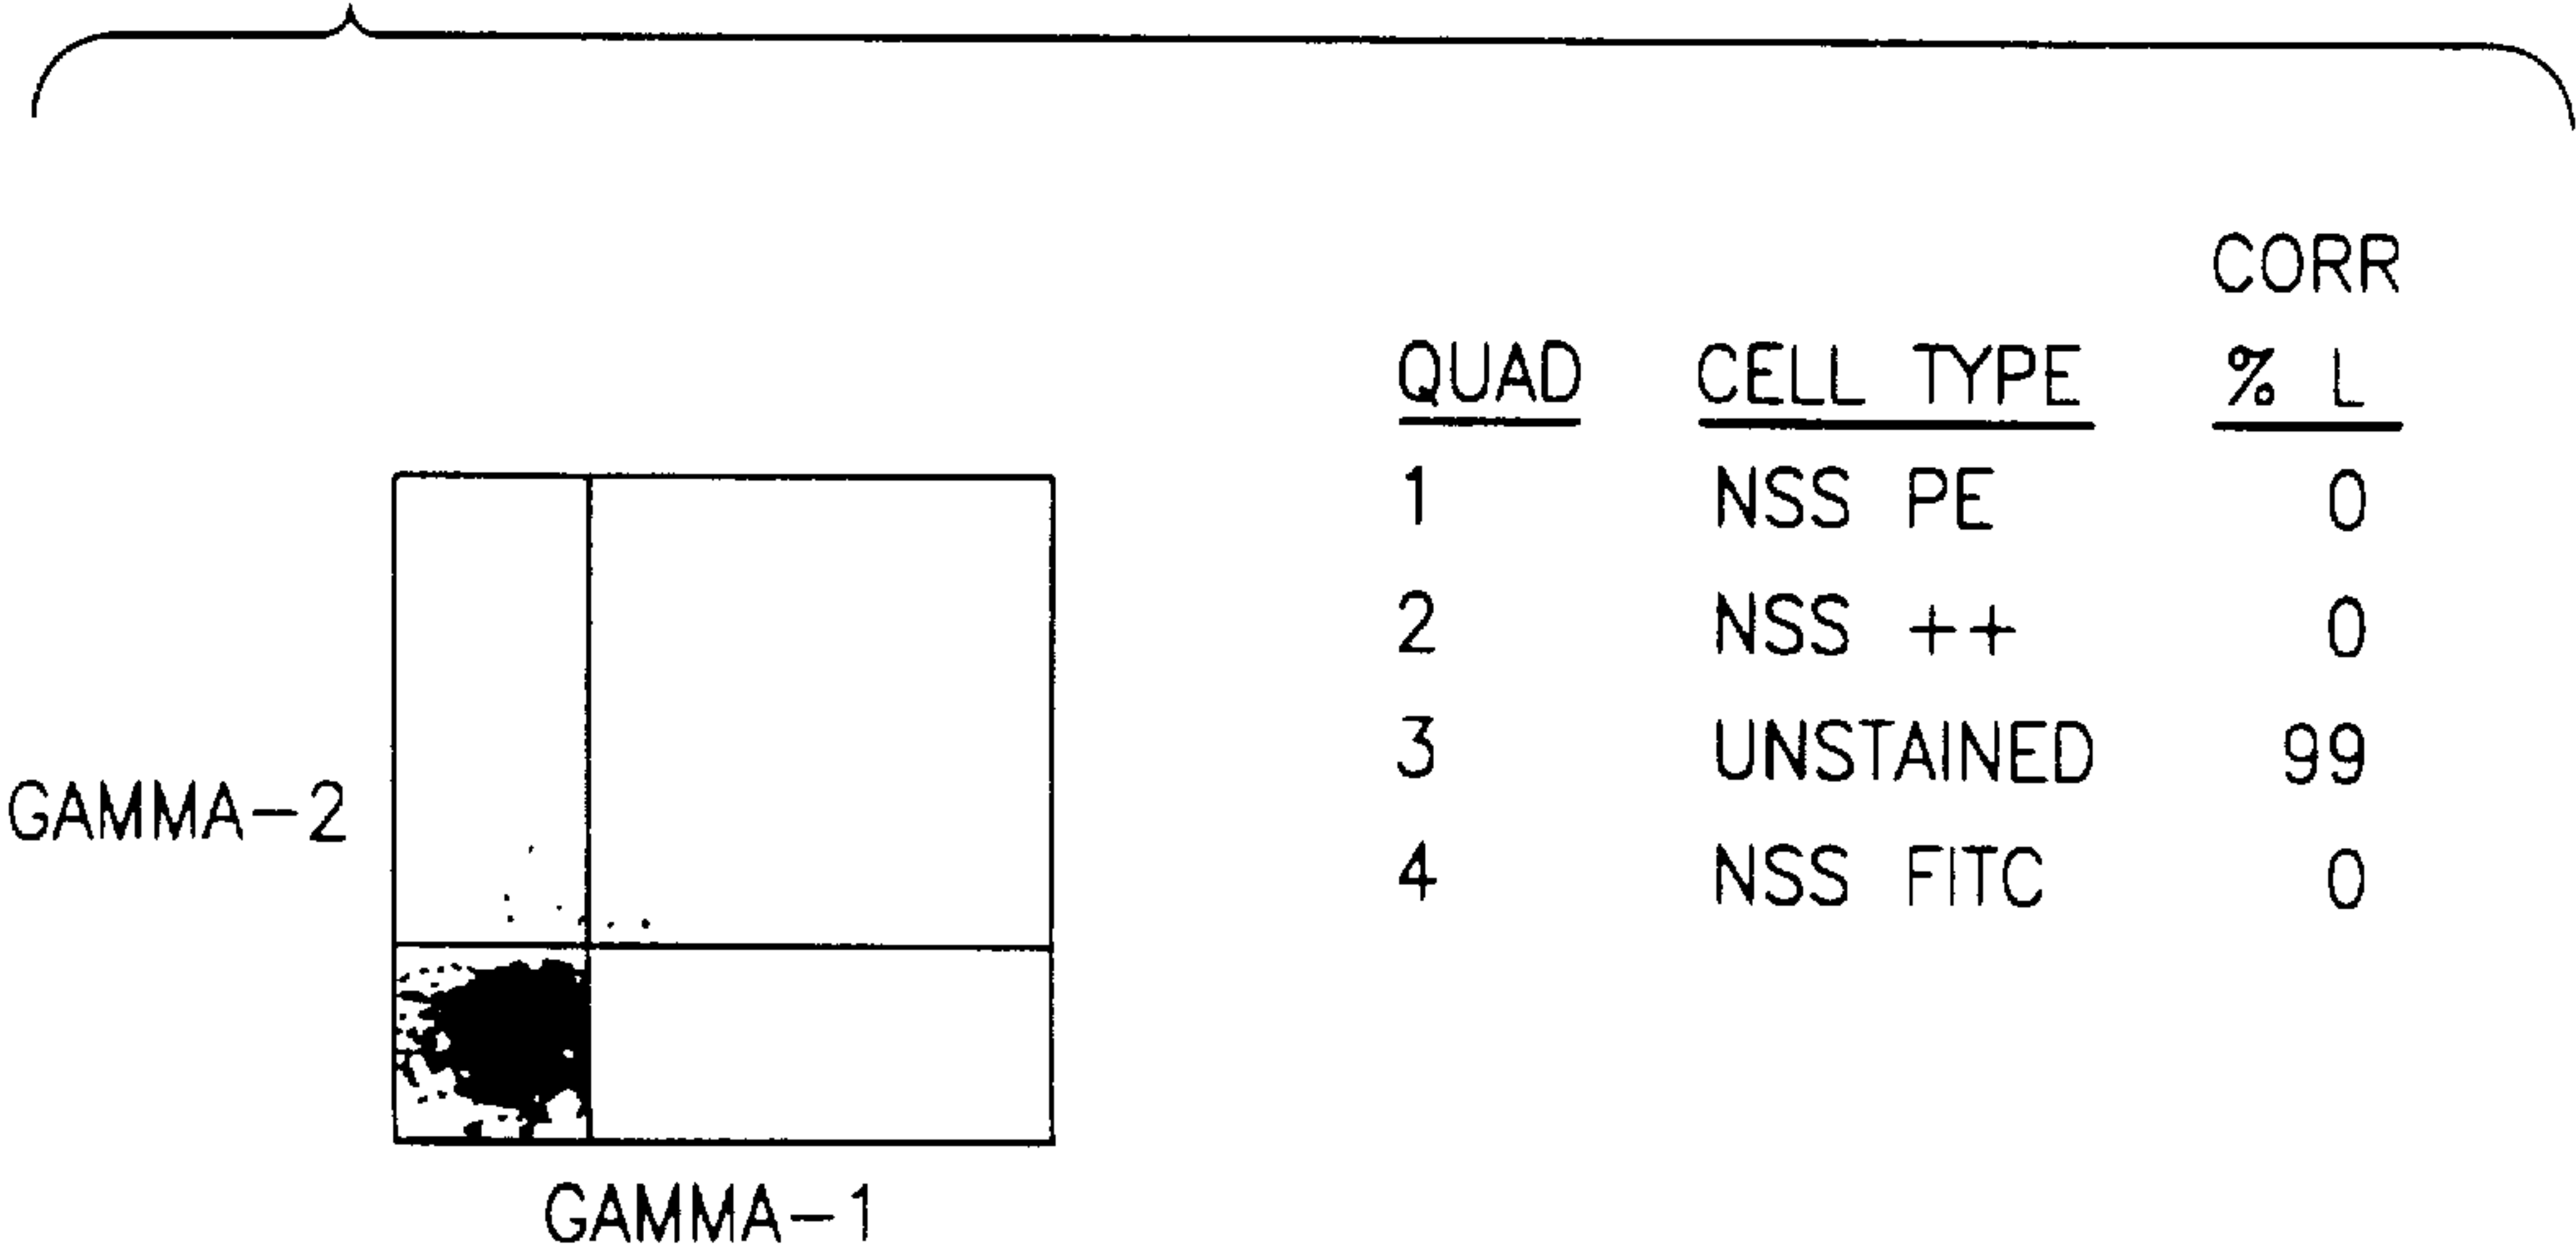 CORR
QUAD CELL TYPE % L
1 NSS PE 0
2 NSS ++ 0
3 UNSTAINED 99
4 NSS FITC 0
GAMMA-2
GAMMA-1